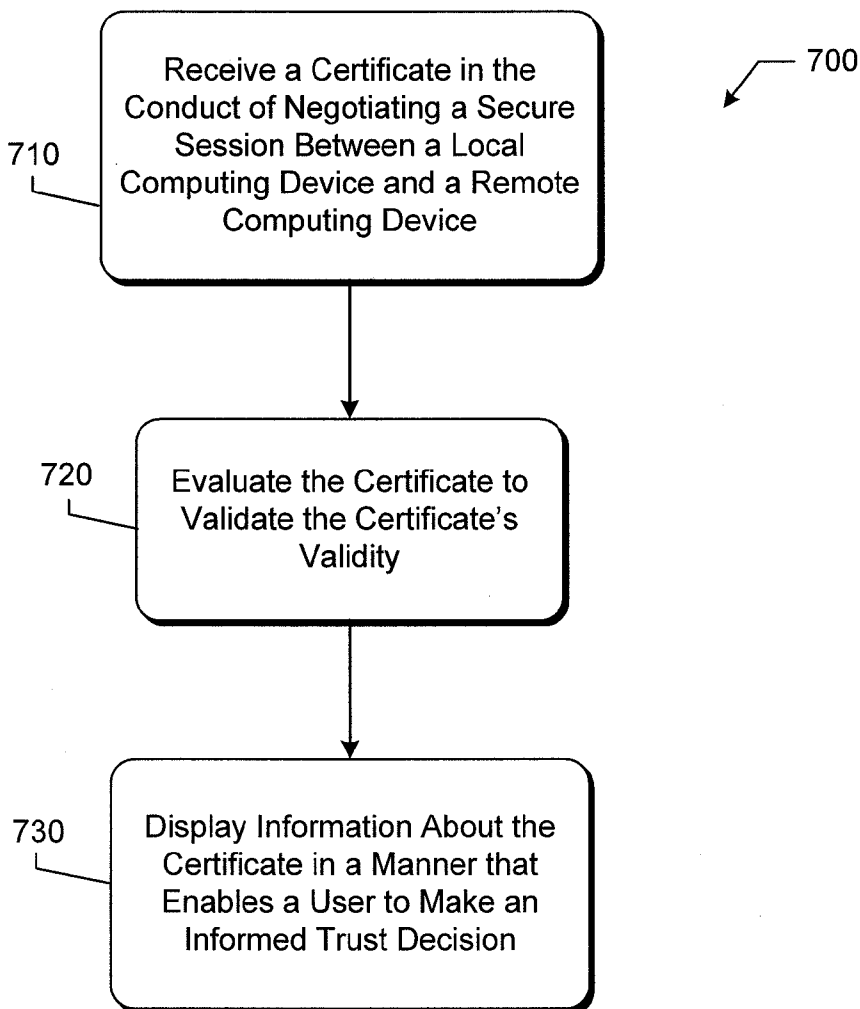 700
Receive a Certificate in the
Conduct of Negotiating a Secure
Session Between a Local
Computing Device and a Remote
Computing Device
710
720
Evaluate the Certificate to
Validate the Certificate's
Validity
730
Display Information About the
Certificate in a Manner that
Enables a User to Make an
Informed Trust Decision